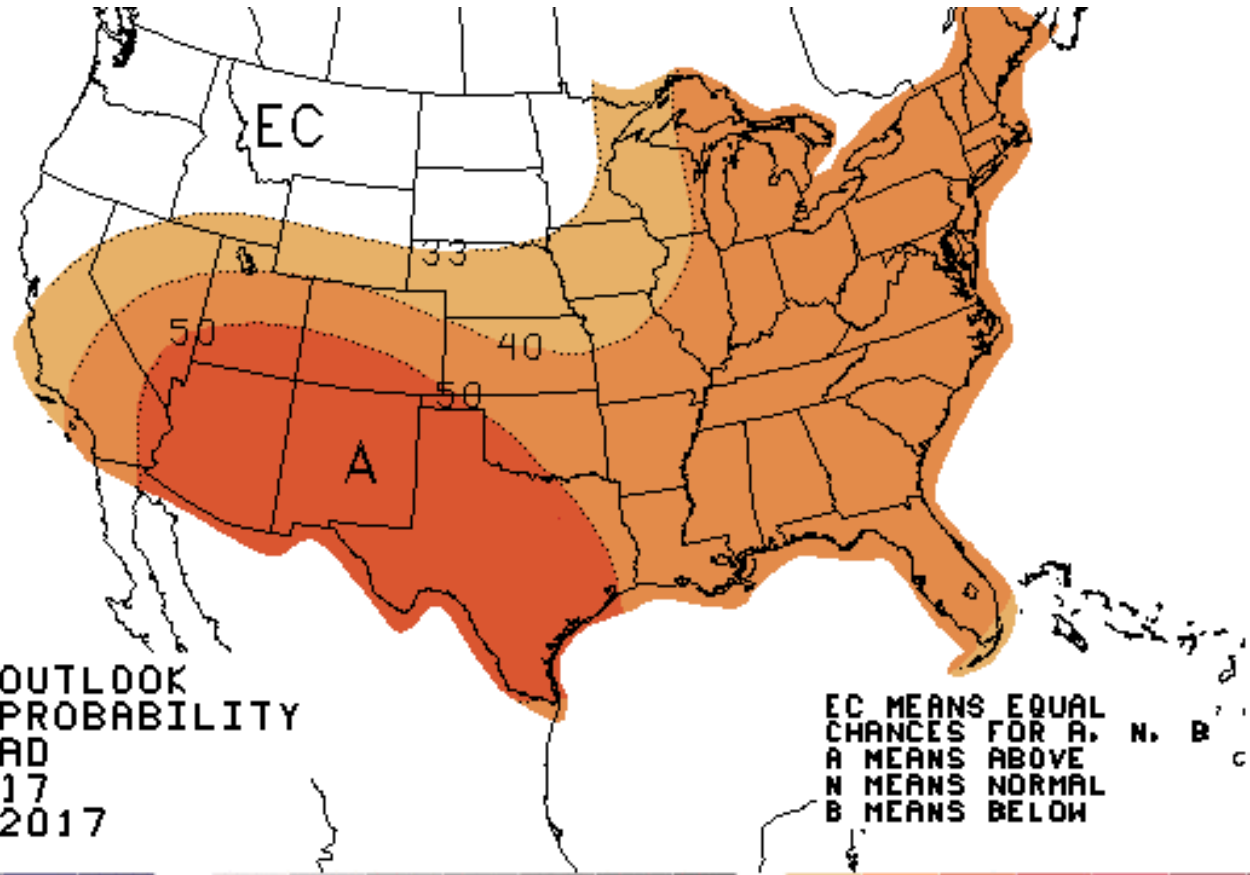 EC
33
50
40
50
A
OUTLOOK
PROBABILITY
AD
17
2017
EC MEANS EQUAL
CHANCES FOR A. N. B
A MEANS ABOVE
N MEANS NORMAL
B MEANS BELOW
C